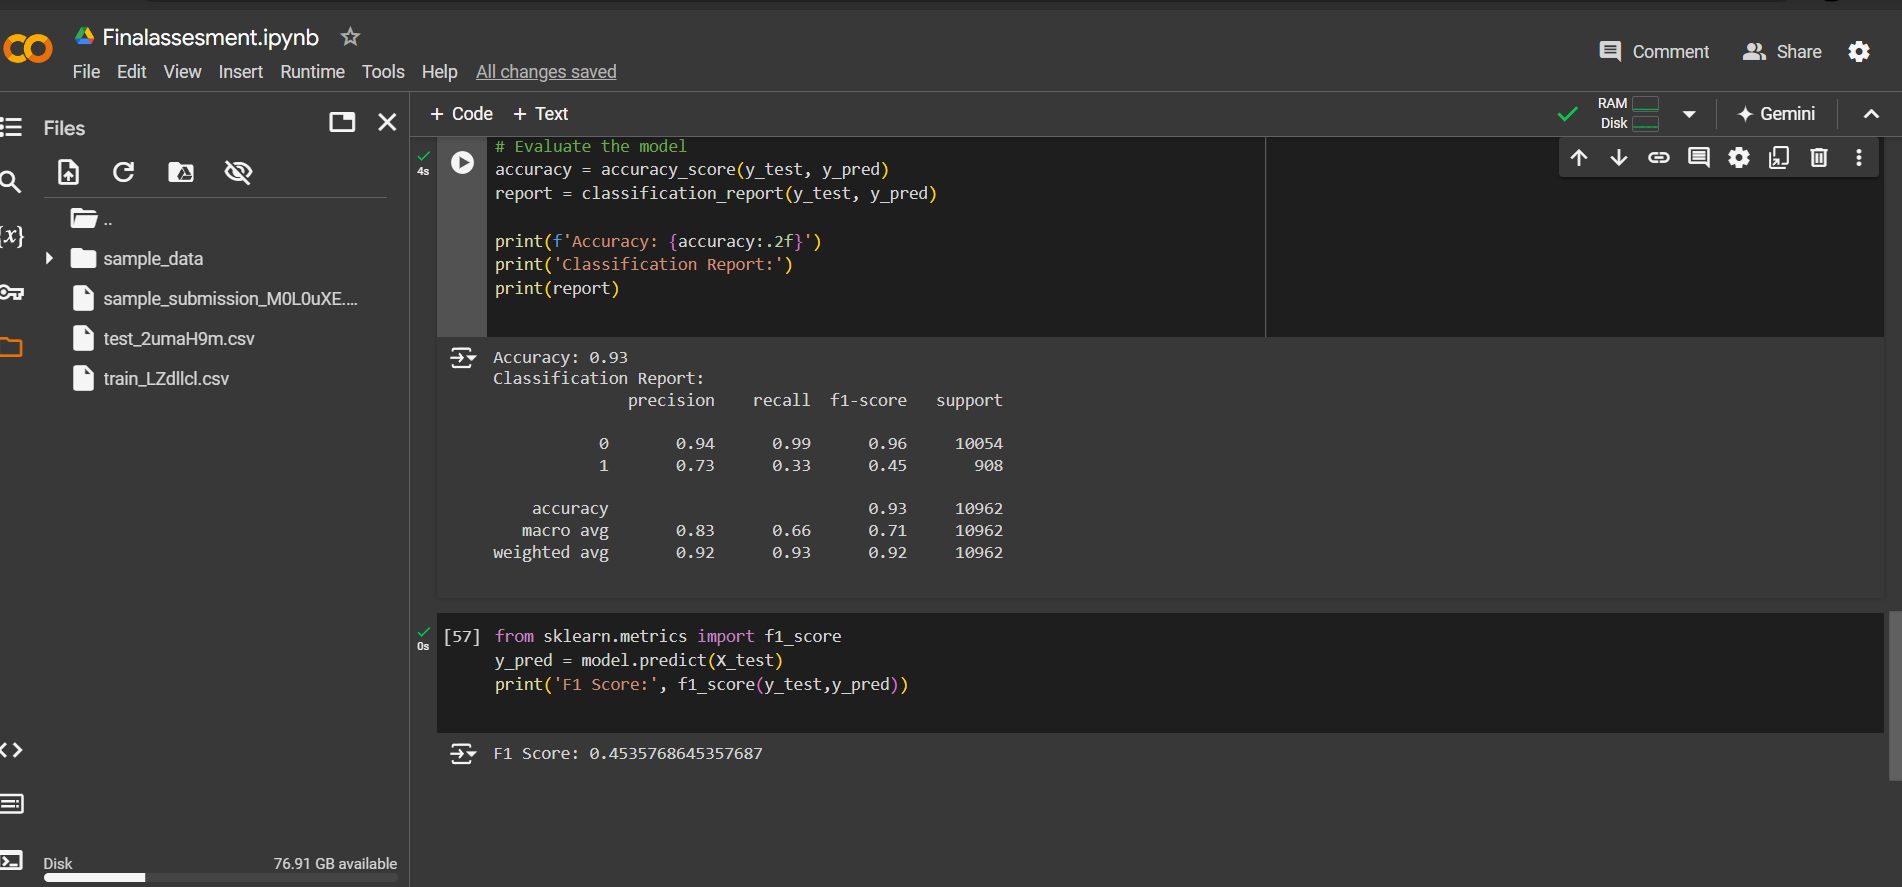 Finalassesment.ipynb
File Edit View Insert Runtime Tools Help All changes saved
Comment Share
Files
+ Code + Text
RAM
Disk
Gemini
{x}
..
sample_data
sample_submission_M0L0uXE....
test_2umaH9m.csv
train_LZdllcl.csv
Disk 76.91 GB available
4s
# Evaluate the model
accuracy = accuracy_score(y_test, y_pred)
report = classification_report(y_test, y_pred)
print(f'Accuracy: {accuracy:.2f}')
print('Classification Report:')
print(report)
Accuracy: 0.93
Classification Report:
precision recall f1-score support
0 0.94 0.99 0.96 10054
1 0.73 0.33 0.45 908
accuracy 0.93 10962
macro avg 0.83 0.66 0.71 10962
weighted avg 0.92 0.93 0.92 10962
0s
[57] from sklearn.metrics import f1_score
y_pred = model.predict(X_test)
print('F1 Score:', f1_score(y_test,y_pred))
F1 Score: 0.4535768645357687